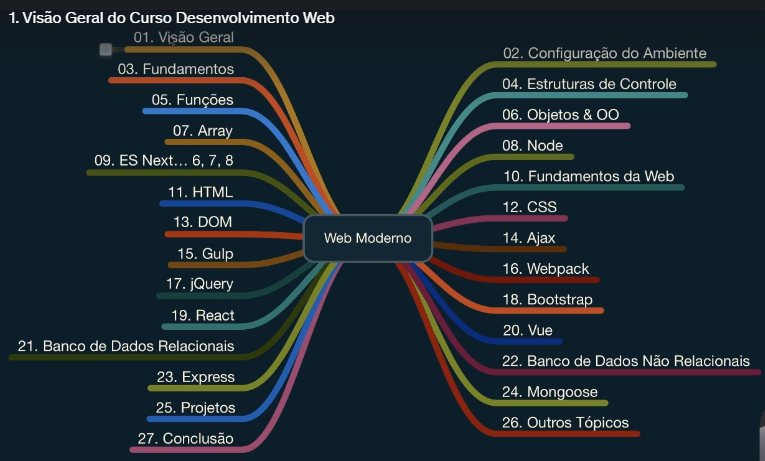 1. Visão Geral do Curso Desenvolvimento Web
01. Visão Geral
02. Configuração do Ambiente
03. Fundamentos
04. Estruturas de Controle
05. Funções
06. Objetos & OO
07. Array
08. Node
09. ES Next... 6, 7, 8
10. Fundamentos da Web
11. HTML
12. CSS
13. DOM
Web Moderno
14. Ajax
15. Gulp
16. Webpack
17. jQuery
18. Bootstrap
19. React
20. Vue
21. Banco de Dados Relacionais
22. Banco de Dados Não Relacionais
23. Express
24. Mongoose
25. Projetos
26. Outros Tópicos
27. Conclusão